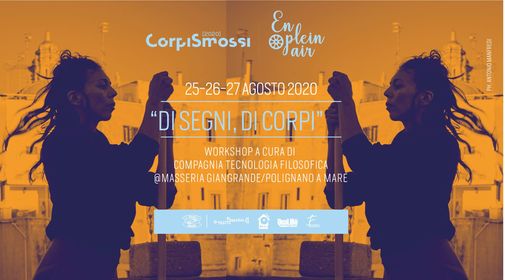 [2020]
CorpiSmossi
En
plein
air
PH. ANTONIO MANFREDI
25-26-27 AGOSTO 2020
“DI SEGNI, DI CORPI”
WORKSHOP A CURA DI
COMPAGNIA TECNOLOGIA FILOSOFICA
@MASSERIA GIANGRANDE/POLIGNANO A MARE